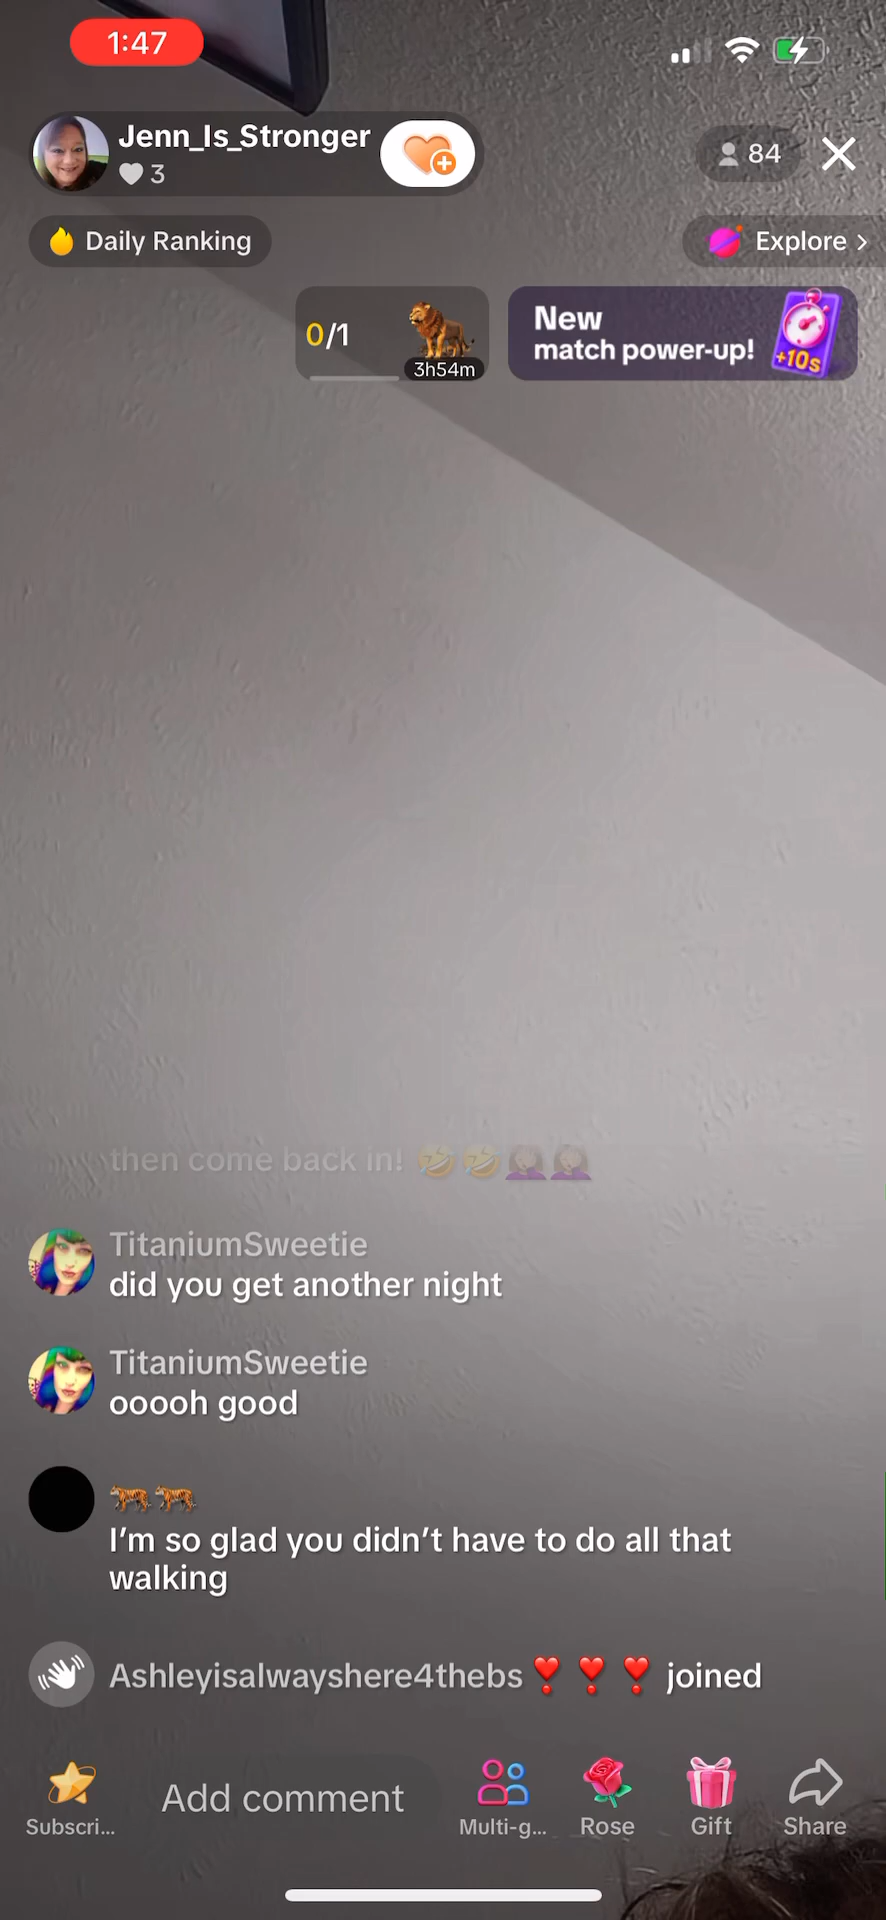 1:47
Jenn_Is_Stronger
3
84
Daily Ranking
Explore >
0/1
3h54m
New
match power-up!
+10s
then come back in! 🤣🤣🤦🏻‍♀️🤦🏻‍♀️
TitaniumSweetie
did you get another night
TitaniumSweetie
ooooh good
🐅🐅
I'm so glad you didn't have to do all that
walking
Ashleyisalwayshere4thebs❣️❣️❣️ joined
Subscri...
Add comment
Multi-g...
Rose
Gift
Share